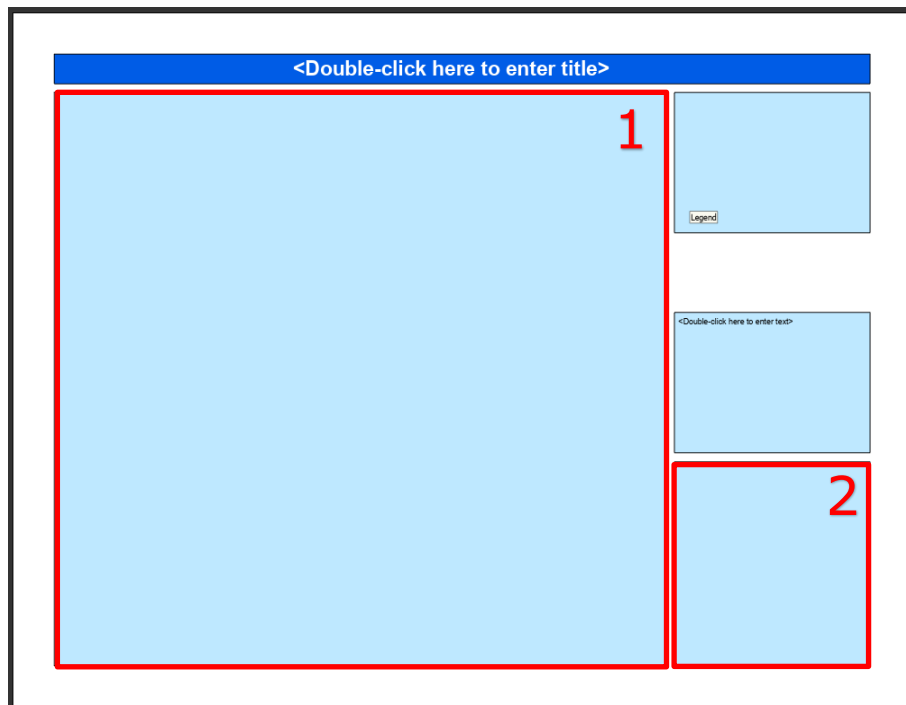 <Double-click here to enter title>
1
Legend
<Double-click here to enter text>
2